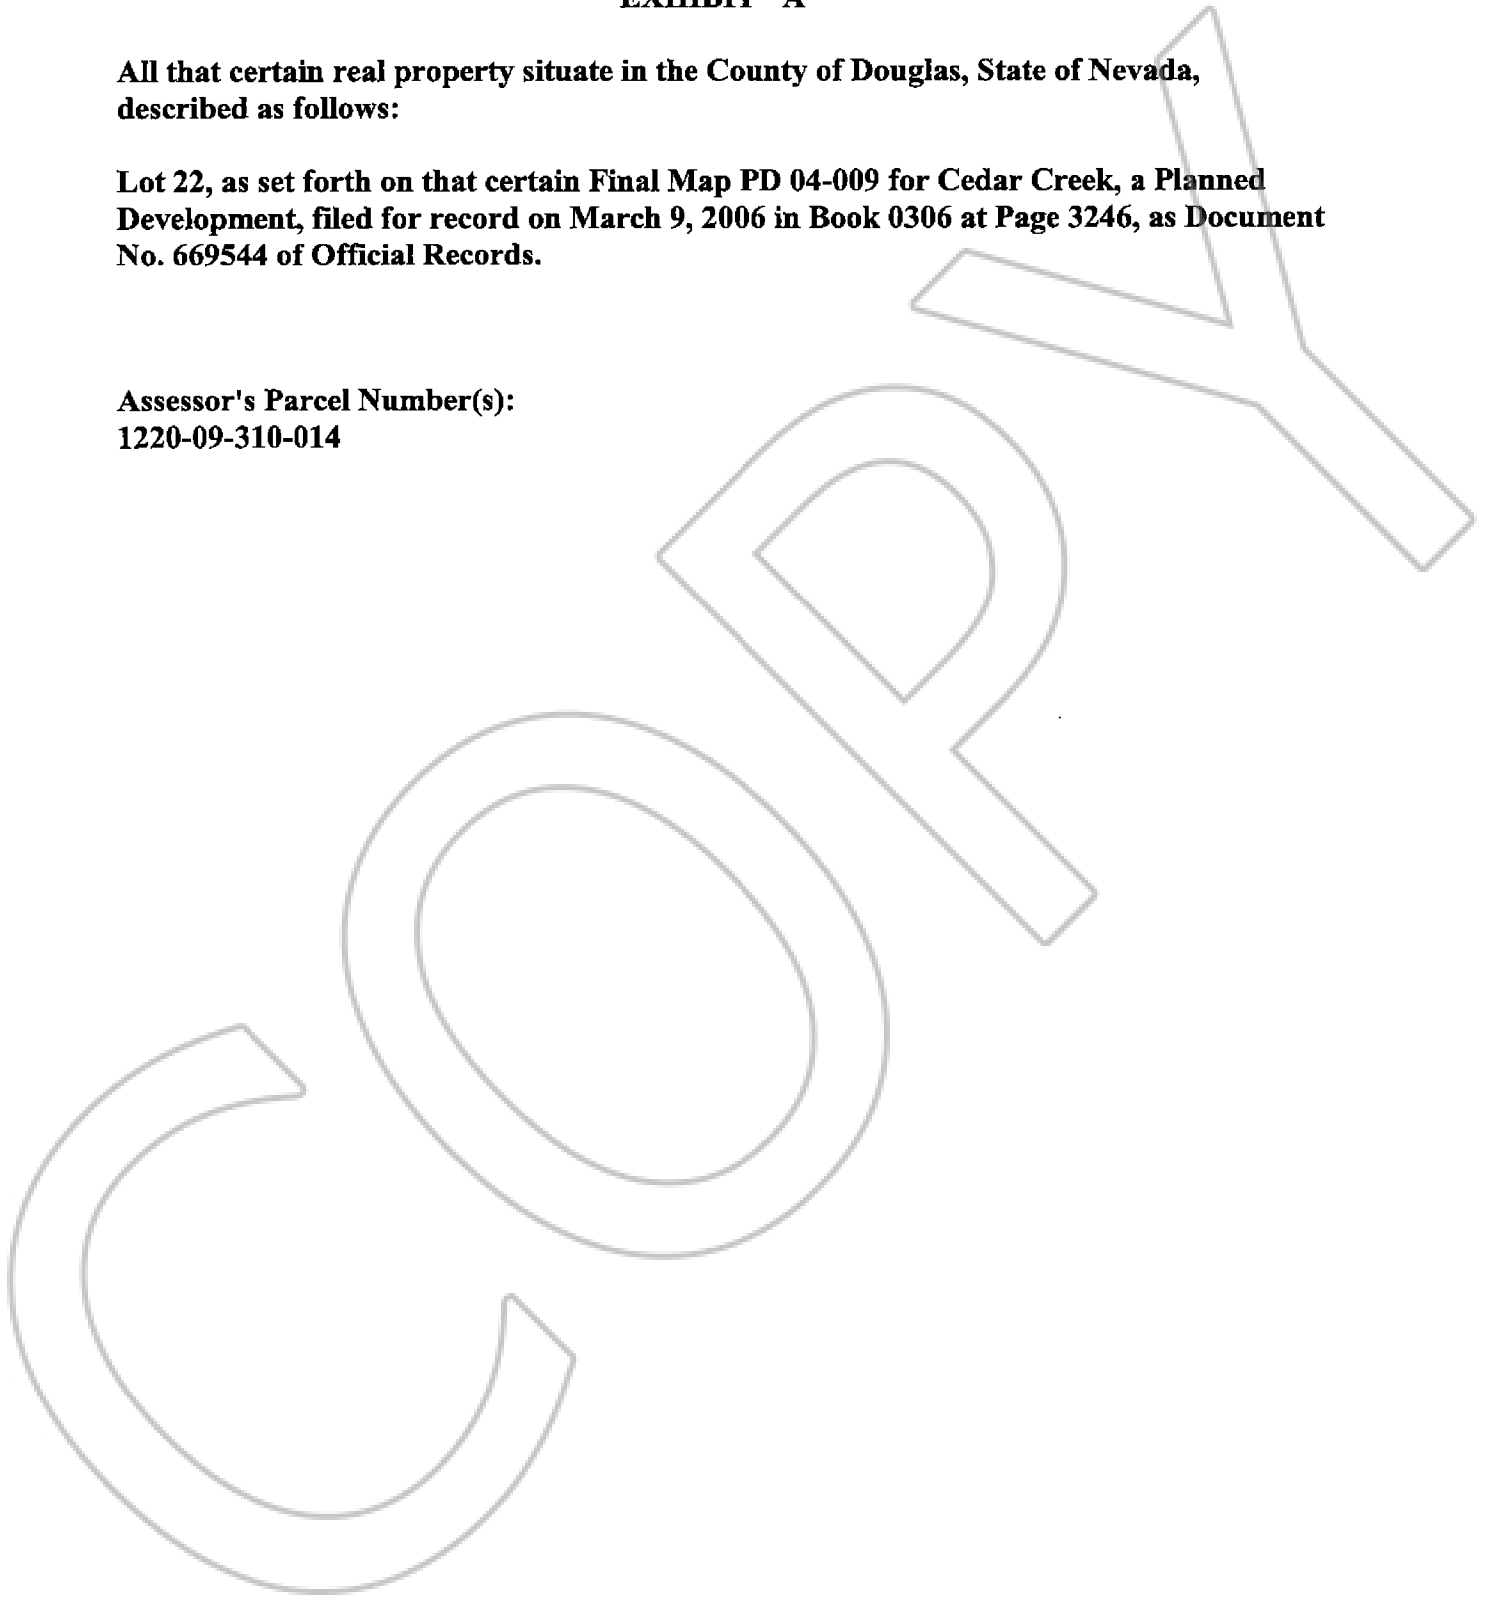 EXHIBIT "A"
All that certain real property situate in the County of Douglas, State of Nevada,
described as follows:
Lot 22, as set forth on that certain Final Map PD 04-009 for Cedar Creek, a Planned
Development, filed for record on March 9, 2006 in Book 0306 at Page 3246, as Document
No. 669544 of Official Records.
Assessor's Parcel Number(s):
1220-09-310-014
COPY